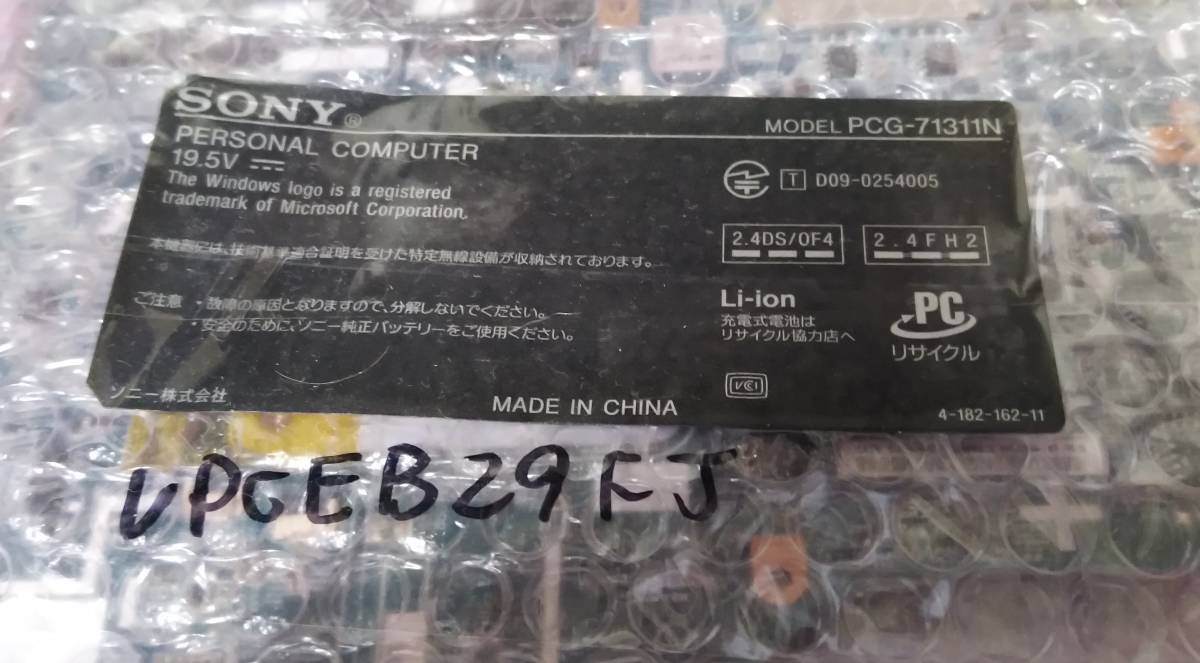 SONY®
MODEL PCG-71311N
PERSONAL COMPUTER
19.5V
The Windows logo is a registered
trademark of Microsoft Corporation.
T D09-0254005
本機器には、技術基準適合証明を受けた特定無線設備が収納されております。
2.4DS/OF4
2.4FH2
ご注意 ・故障の原因となりますので、分解しないでください。
・安全のために、ソニー純正バッテリーをご使用ください。
Li-ion
充電式電池は
リサイクル協力店へ
PC
リサイクル
VCCI
ソニー株式会社
MADE IN CHINA
4-182-162-11
VPCEB29FJ